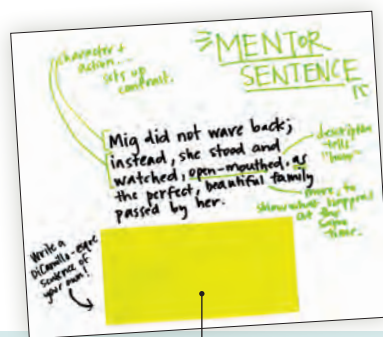 MENTOR
SENTENCE
character +
action...
sets up
contrast.
Mig did not wave back;
instead, she stood and
watched, open-mouthed, as
the perfect, beautiful family
passed by her.
description
tells
"how"
more, to
show what happened
at the
same
time.
Write a
DiCamillo-esque
sentence of
your own!